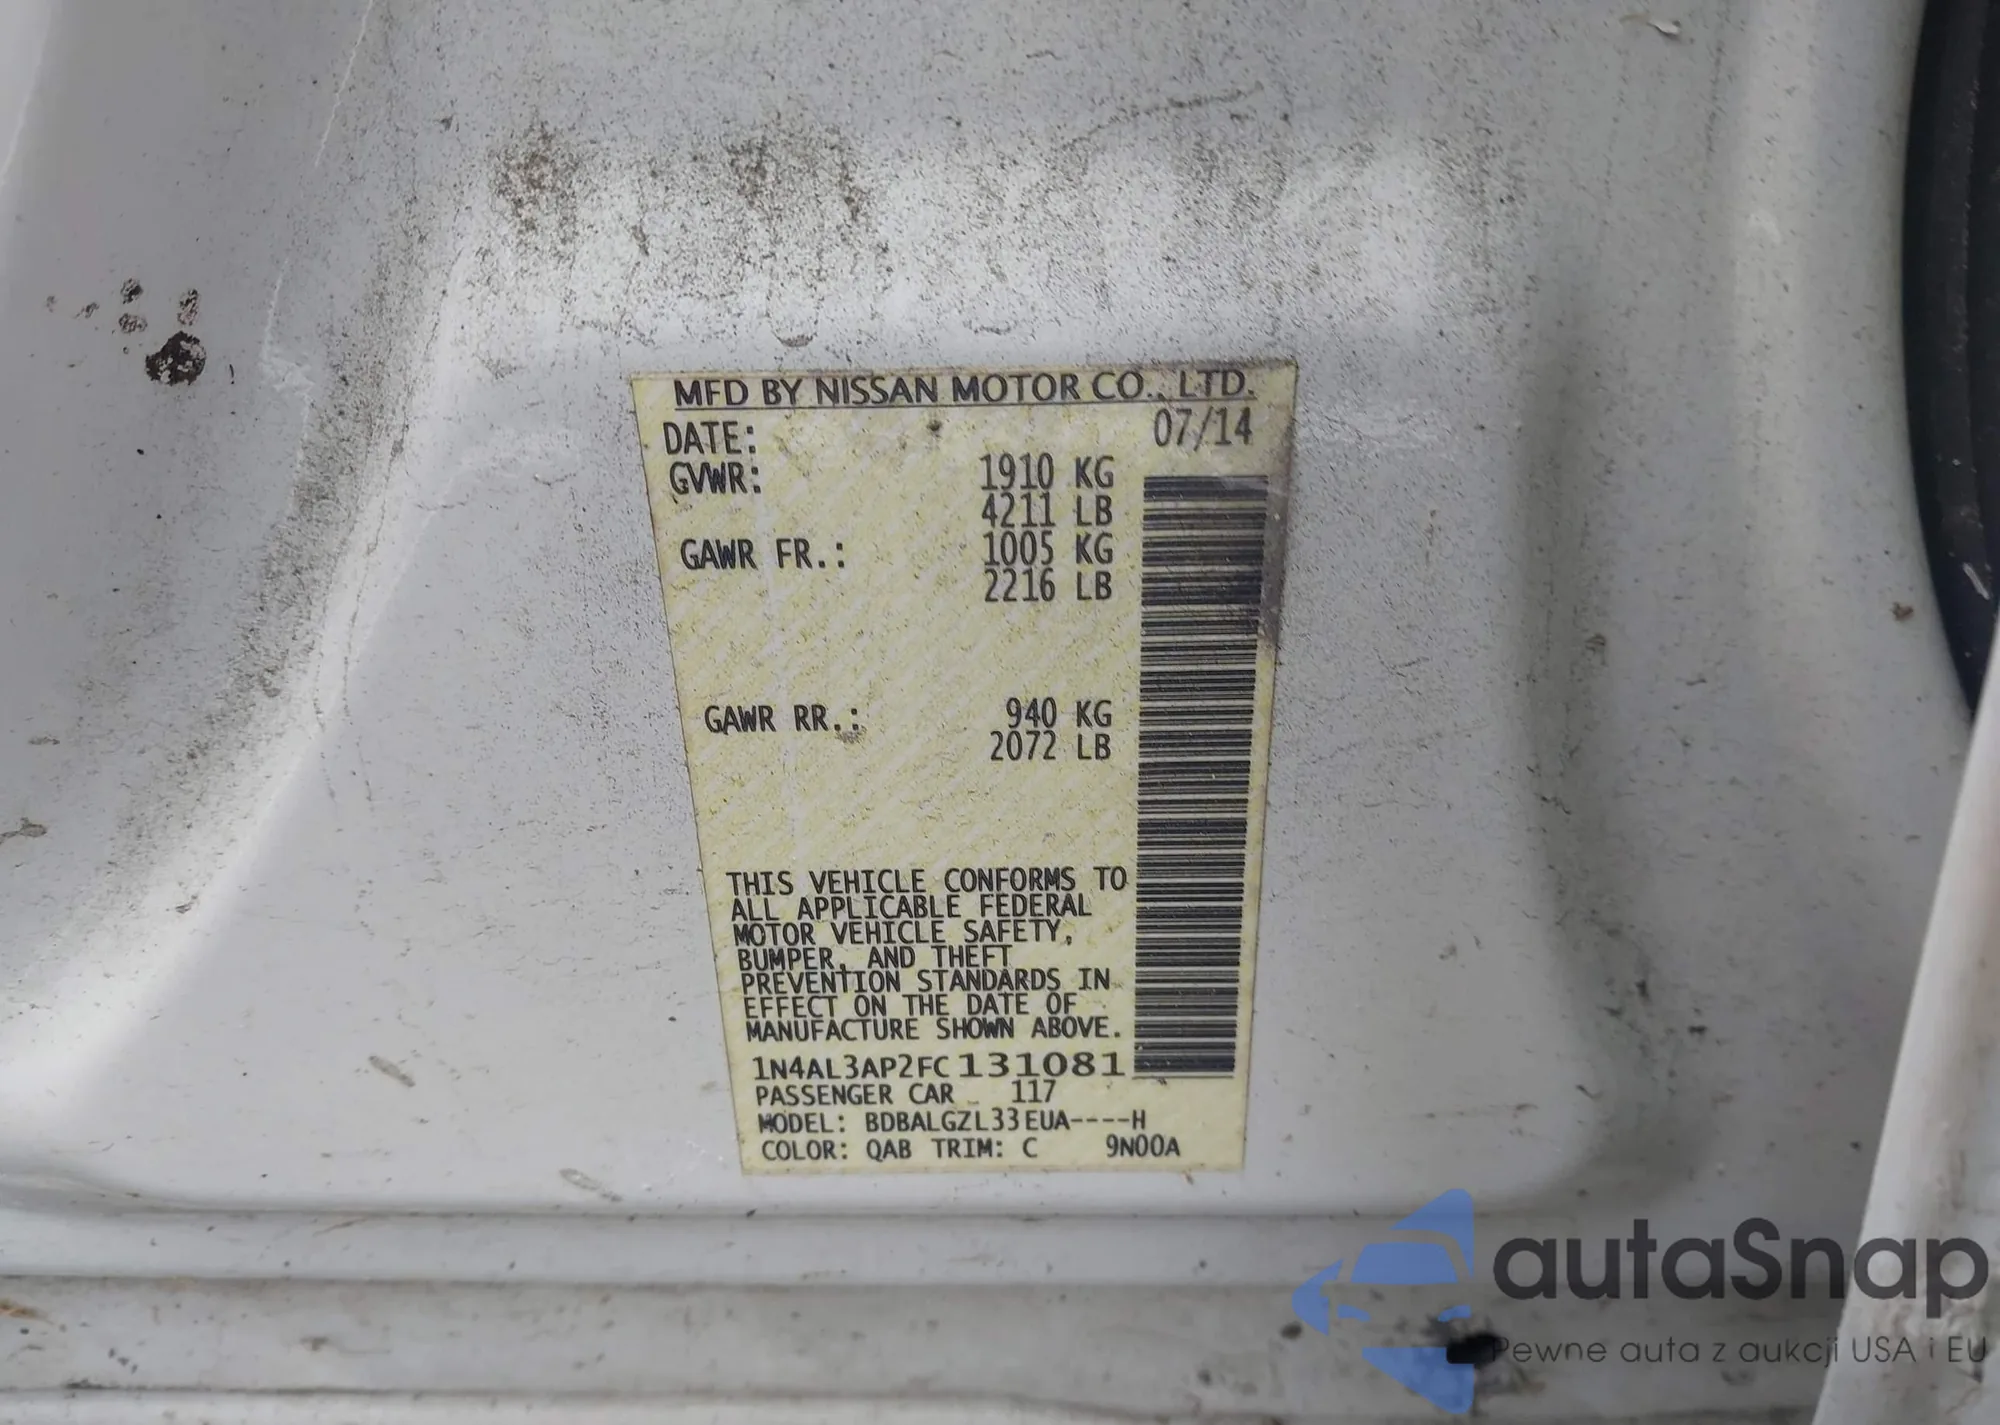 MFD BY NISSAN MOTOR CO., LTD.
DATE: 07/14
GVWR: 1910 KG
4211 LB
GAWR FR.: 1005 KG
2216 LB
GAWR RR.: 940 KG
2072 LB
THIS VEHICLE CONFORMS TO
ALL APPLICABLE FEDERAL
MOTOR VEHICLE SAFETY,
BUMPER, AND THEFT
PREVENTION STANDARDS IN
EFFECT ON THE DATE OF
MANUFACTURE SHOWN ABOVE.
1N4AL3AP2FC131081
PASSENGER CAR 117
MODEL: BDBALGZL33EUA----H
COLOR: QAB TRIM: C 9N00A
autaSnap
Pewne auta z aukcji USA i EU